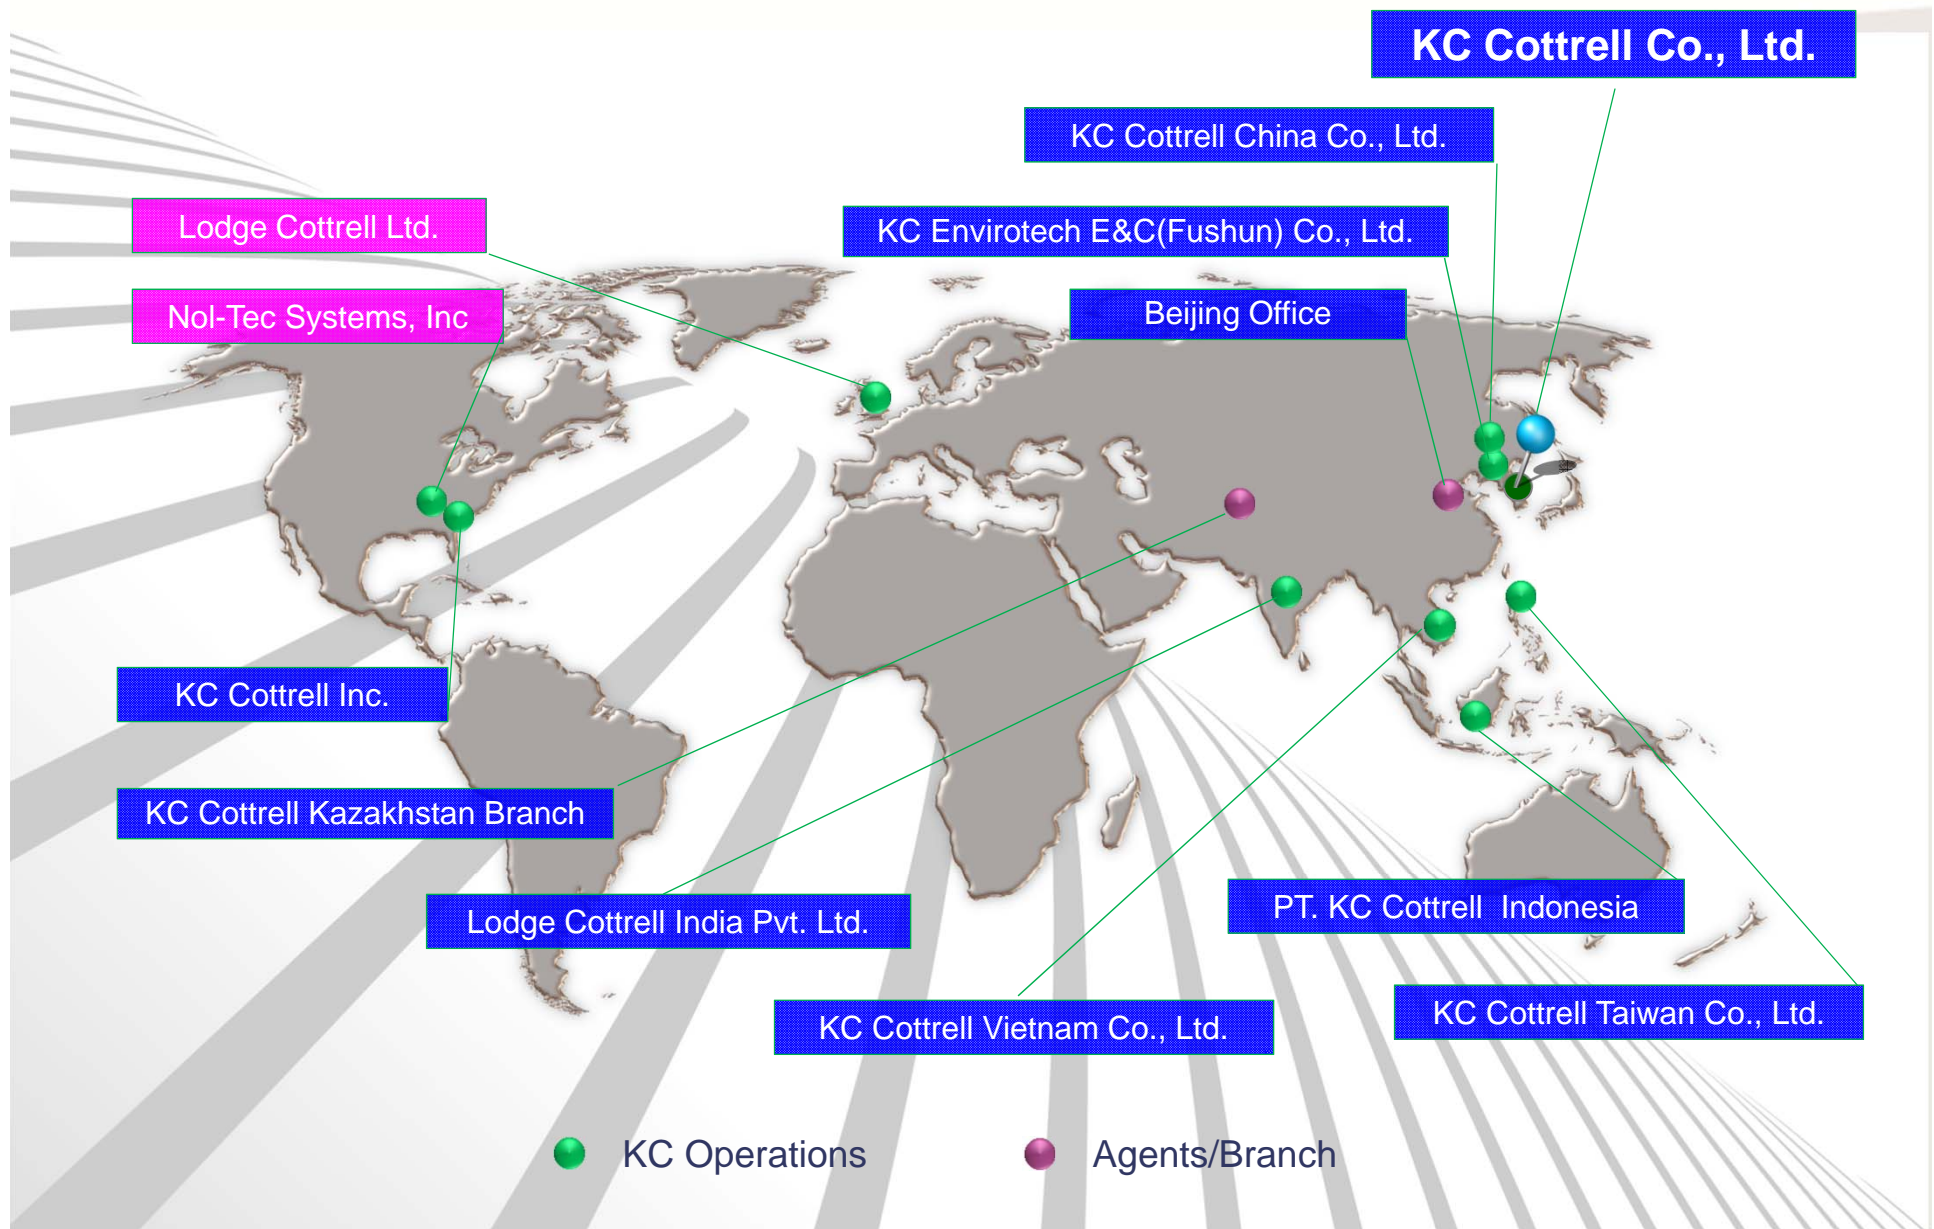 KC Cottrell Co., Ltd.
KC Cottrell China Co., Ltd.
Lodge Cottrell Ltd.
KC Envirotech E&C(Fushun) Co., Ltd.
Nol-Tec Systems, Inc
Beijing Office
KC Cottrell Inc.
KC Cottrell Kazakhstan Branch
Lodge Cottrell India Pvt. Ltd.
PT. KC Cottrell  Indonesia
KC Cottrell Vietnam Co., Ltd.
KC Cottrell Taiwan Co., Ltd.
KC Operations
Agents/Branch